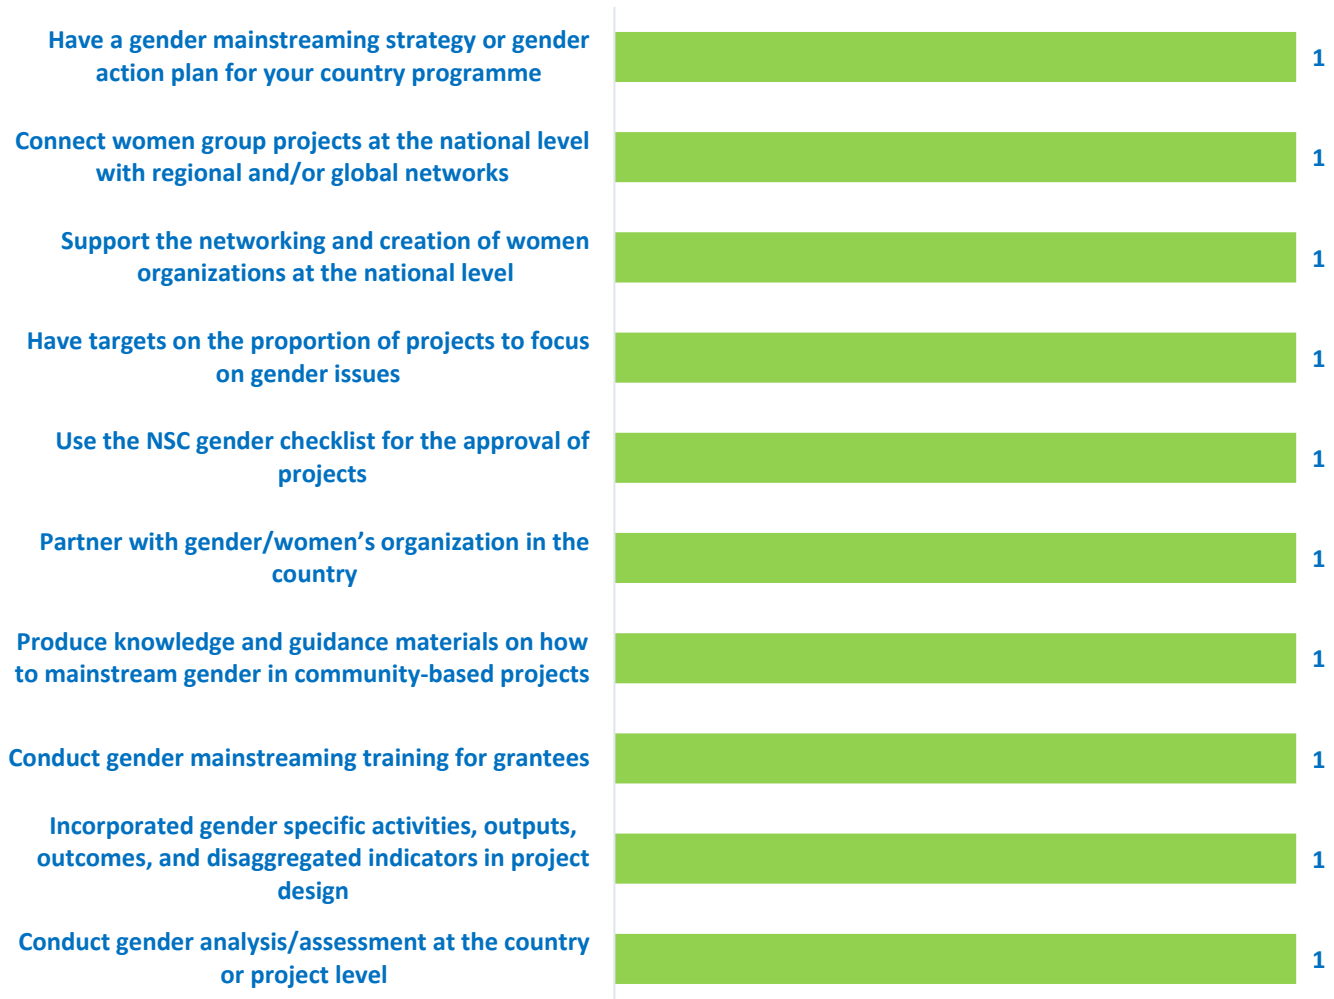 Have a gender mainstreaming strategy or gender
action plan for your country programme
1
Connect women group projects at the national level
with regional and/or global networks
1
Support the networking and creation of women
organizations at the national level
1
Have targets on the proportion of projects to focus
on gender issues
1
Use the NSC gender checklist for the approval of
projects
1
Partner with gender/women’s organization in the
country
1
Produce knowledge and guidance materials on how
to mainstream gender in community-based projects
1
Conduct gender mainstreaming training for grantees
1
Incorporated gender specific activities, outputs,
outcomes, and disaggregated indicators in project
design
1
Conduct gender analysis/assessment at the country
or project level
1